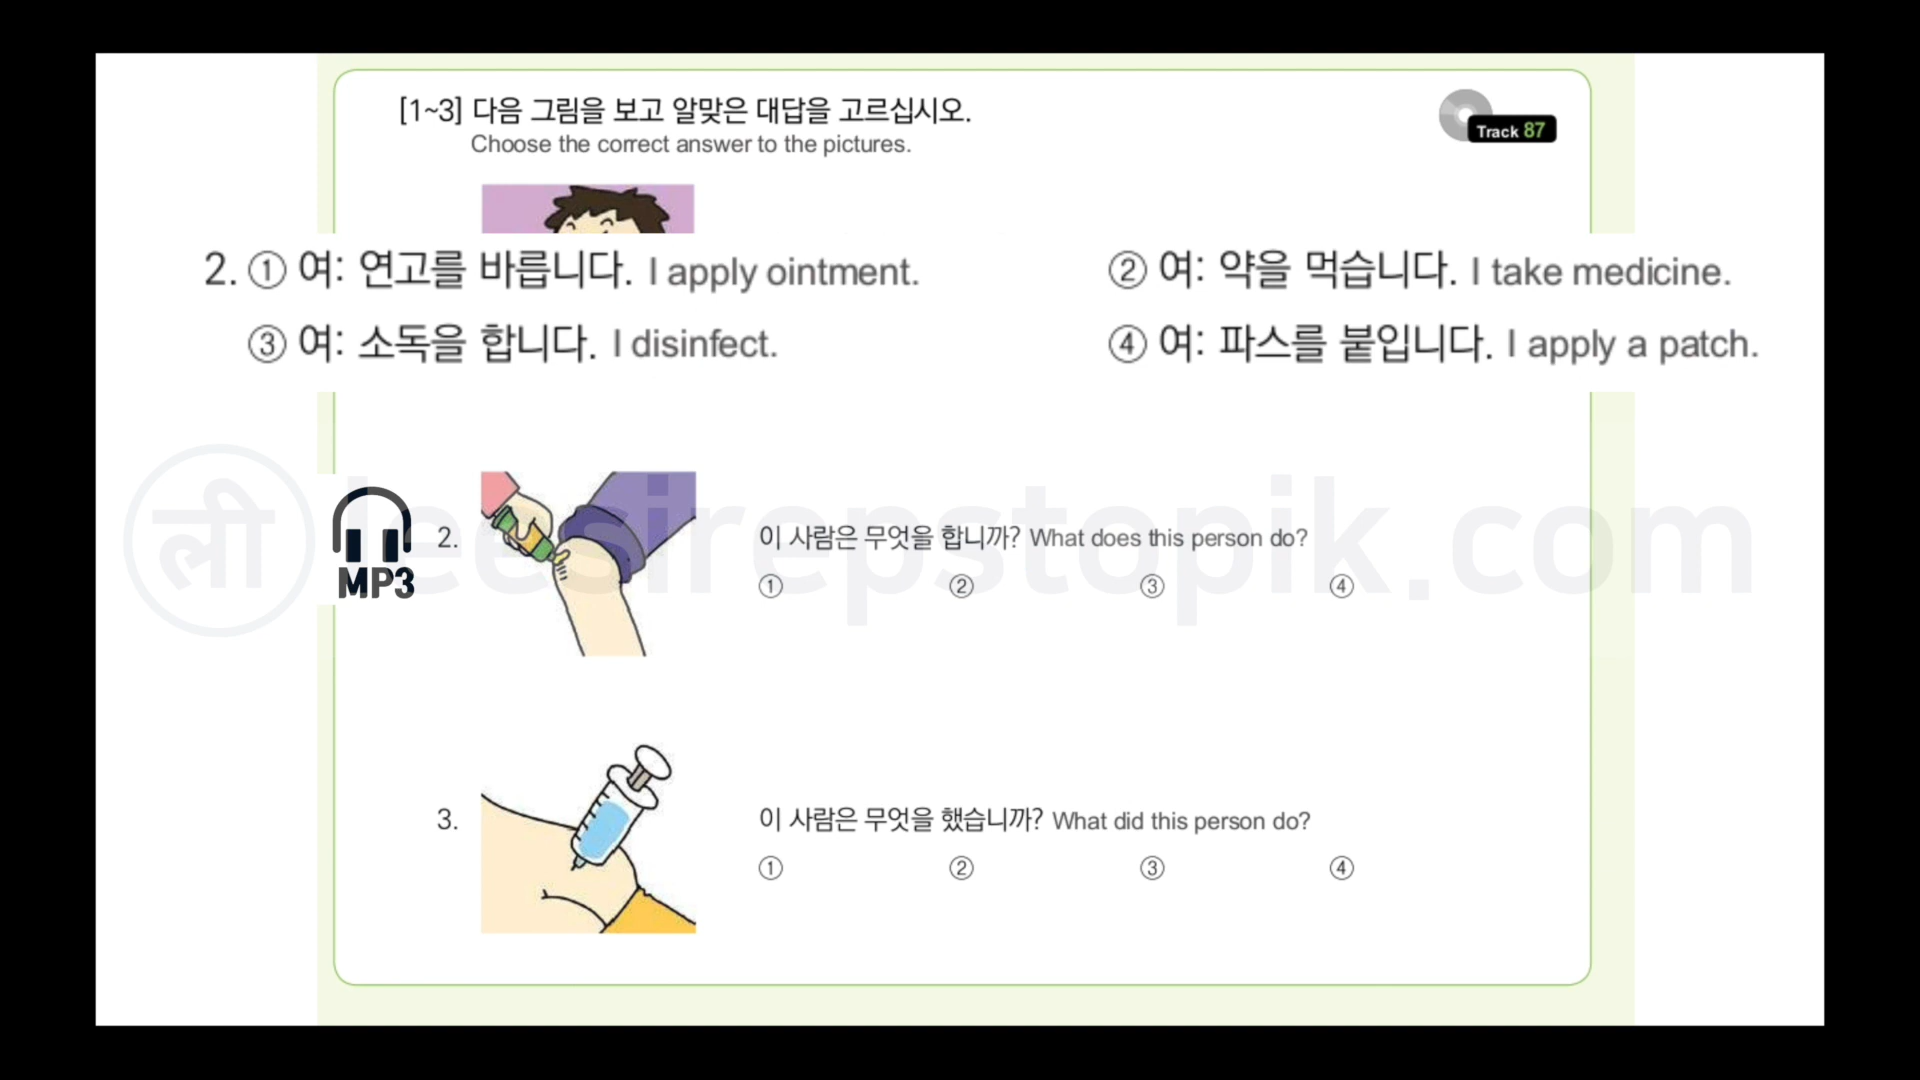 [1~3] 다음 그림을 보고 알맞은 대답을 고르십시오.
Choose the correct answer to the pictures.
Track 87
2. ① 여: 연고를 바릅니다. I apply ointment.
② 여: 약을 먹습니다. I take medicine.
③ 여: 소독을 합니다. I disinfect.
④ 여: 파스를 붙입니다. I apply a patch.
ली leesirepstopik.com
MP3
2. 이 사람은 무엇을 합니까? What does this person do?
① ② ③ ④
3. 이 사람은 무엇을 했습니까? What did this person do?
① ② ③ ④